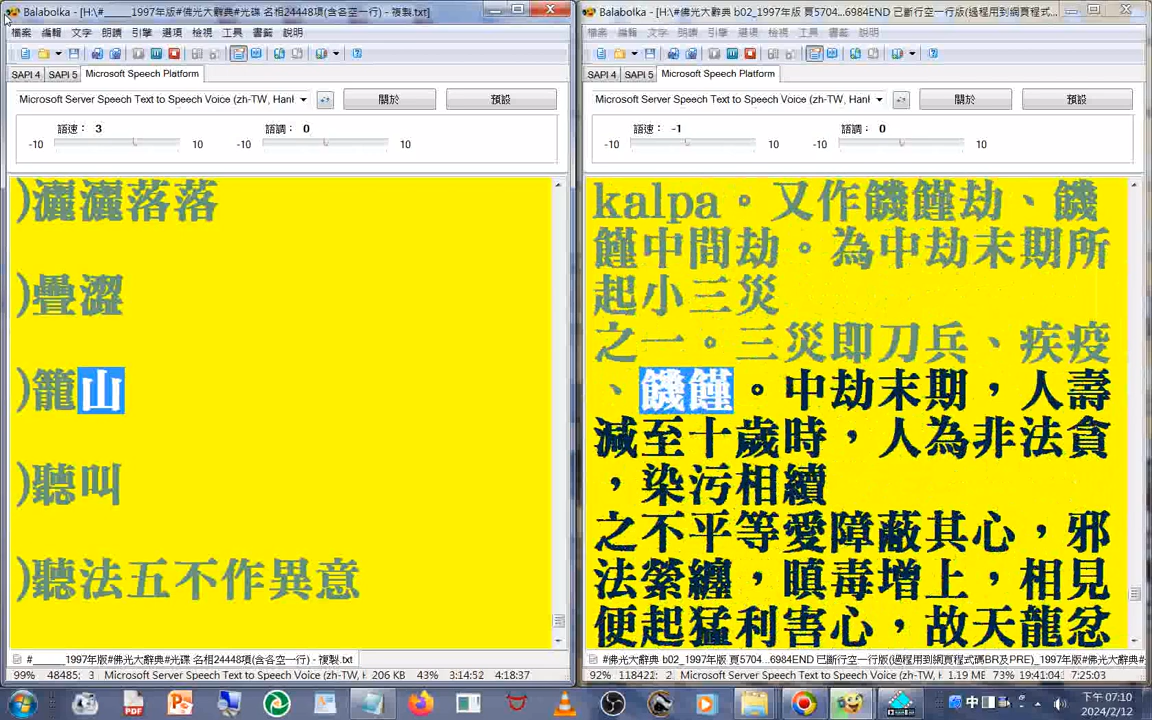 Balabolka - [H:\#_____1997年版#佛光大辭典#光碟 名相24448項(含各空一行) - 複製.txt]
檔案 編輯 文字 朗讀 引擎 選項 檢視 工具 書籤 說明
SAPI 4 SAPI 5 Microsoft Speech Platform
Microsoft Server Speech Text to Speech Voice (zh-TW, Hanl
關於 預設
語速： 3 語調： 0
-10 10 -10 10
)灑灑落落
)疊澀
)籠山
)聽叫
)聽法五不作異意
#______1997年版#佛光大辭典#光碟 名相24448項(含各空一行) - 複製.txt
99% 48485: 3 Microsoft Server Speech Text to Speech Voice (zh-TW, H 206 KB 43% 3:14:52 4:18:37
Balabolka - [H:\#佛光大辭典 b02_1997年版 頁5704...6984END 已斷行空一行版(過程用到網頁程式...
檔案 編輯 文字 朗讀 引擎 選項 檢視 工具 書籤 說明
SAPI 4 SAPI 5 Microsoft Speech Platform
Microsoft Server Speech Text to Speech Voice (zh-TW, Hanl
關於 預設
語速： -1 語調： 0
-10 10 -10 10
kalpa。又作饑饉劫、饑
饉中間劫。為中劫末期所
起小三災
之一。三災即刀兵、疾疫
、饑饉。中劫末期，人壽
減至十歲時，人為非法貪
，染污相續
之不平等愛障蔽其心，邪
法縈纏，瞋毒增上，相見
便起猛利害心，故天龍忿
#佛光大辭典 b02_1997年版 頁5704...6984END 已斷行空一行版(過程用到網頁程式碼BR及PRE)_1997年版#
92% 118422: 2 Microsoft Server Speech Text to Speech 1.19 MB 73% 19:41:04 7:25:03
下午 07:10
2024/2/12